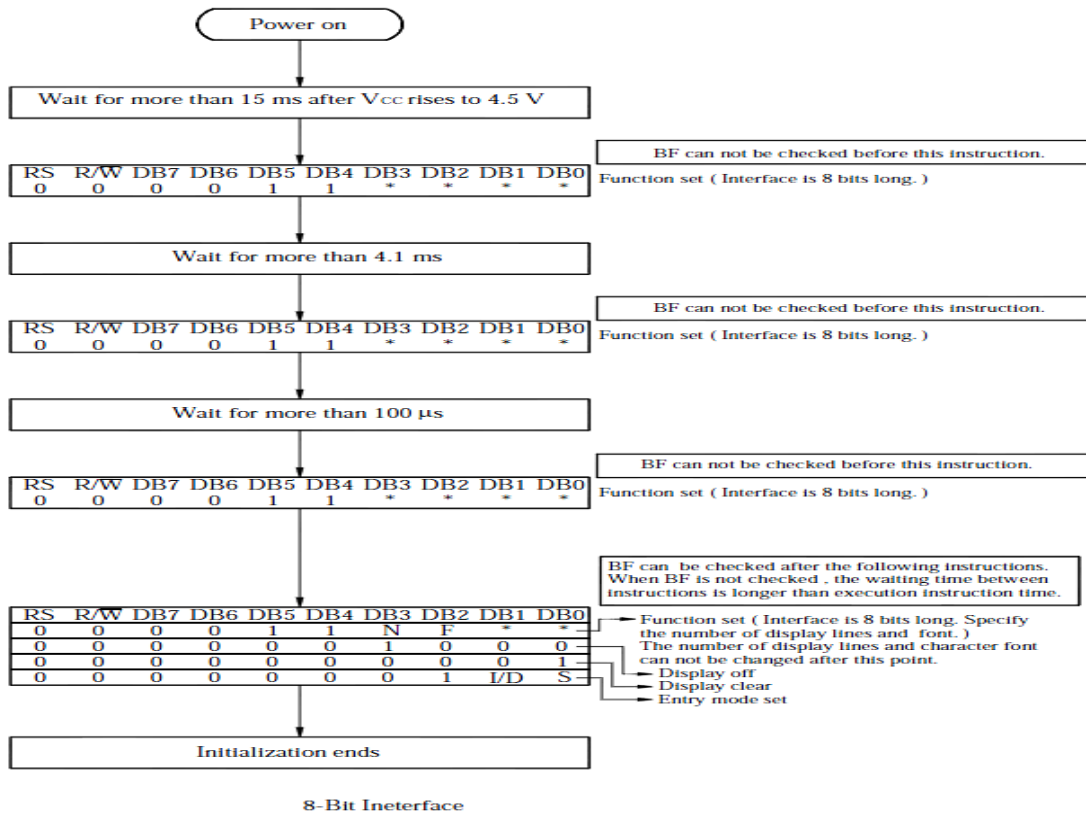 Power on
Wait for more than 15 ms after VCC rises to 4.5 V
BF can not be checked before this instruction.
RS R/W̅ DB7 DB6 DB5 DB4 DB3 DB2 DB1 DB0
0 0 0 0 1 1 * * * *
Function set ( Interface is 8 bits long. )
Wait for more than 4.1 ms
BF can not be checked before this instruction.
RS R/W̅ DB7 DB6 DB5 DB4 DB3 DB2 DB1 DB0
0 0 0 0 1 1 * * * *
Function set ( Interface is 8 bits long. )
Wait for more than 100 µs
BF can not be checked before this instruction.
RS R/W̅ DB7 DB6 DB5 DB4 DB3 DB2 DB1 DB0
0 0 0 0 1 1 * * * *
Function set ( Interface is 8 bits long. )
BF can be checked after the following instructions.
When BF is not checked , the waiting time between
instructions is longer than execution instruction time.
RS R/W̅ DB7 DB6 DB5 DB4 DB3 DB2 DB1 DB0
0 0 0 0 1 1 N F * *
0 0 0 0 0 0 1 0 0 0
0 0 0 0 0 0 0 0 0 1
0 0 0 0 0 0 0 1 I/D S
Function set ( Interface is 8 bits long. Specify
the number of display lines and font. )
The number of display lines and character font
can not be changed after this point.
Display off
Display clear
Entry mode set
Initialization ends
8-Bit Ineterface